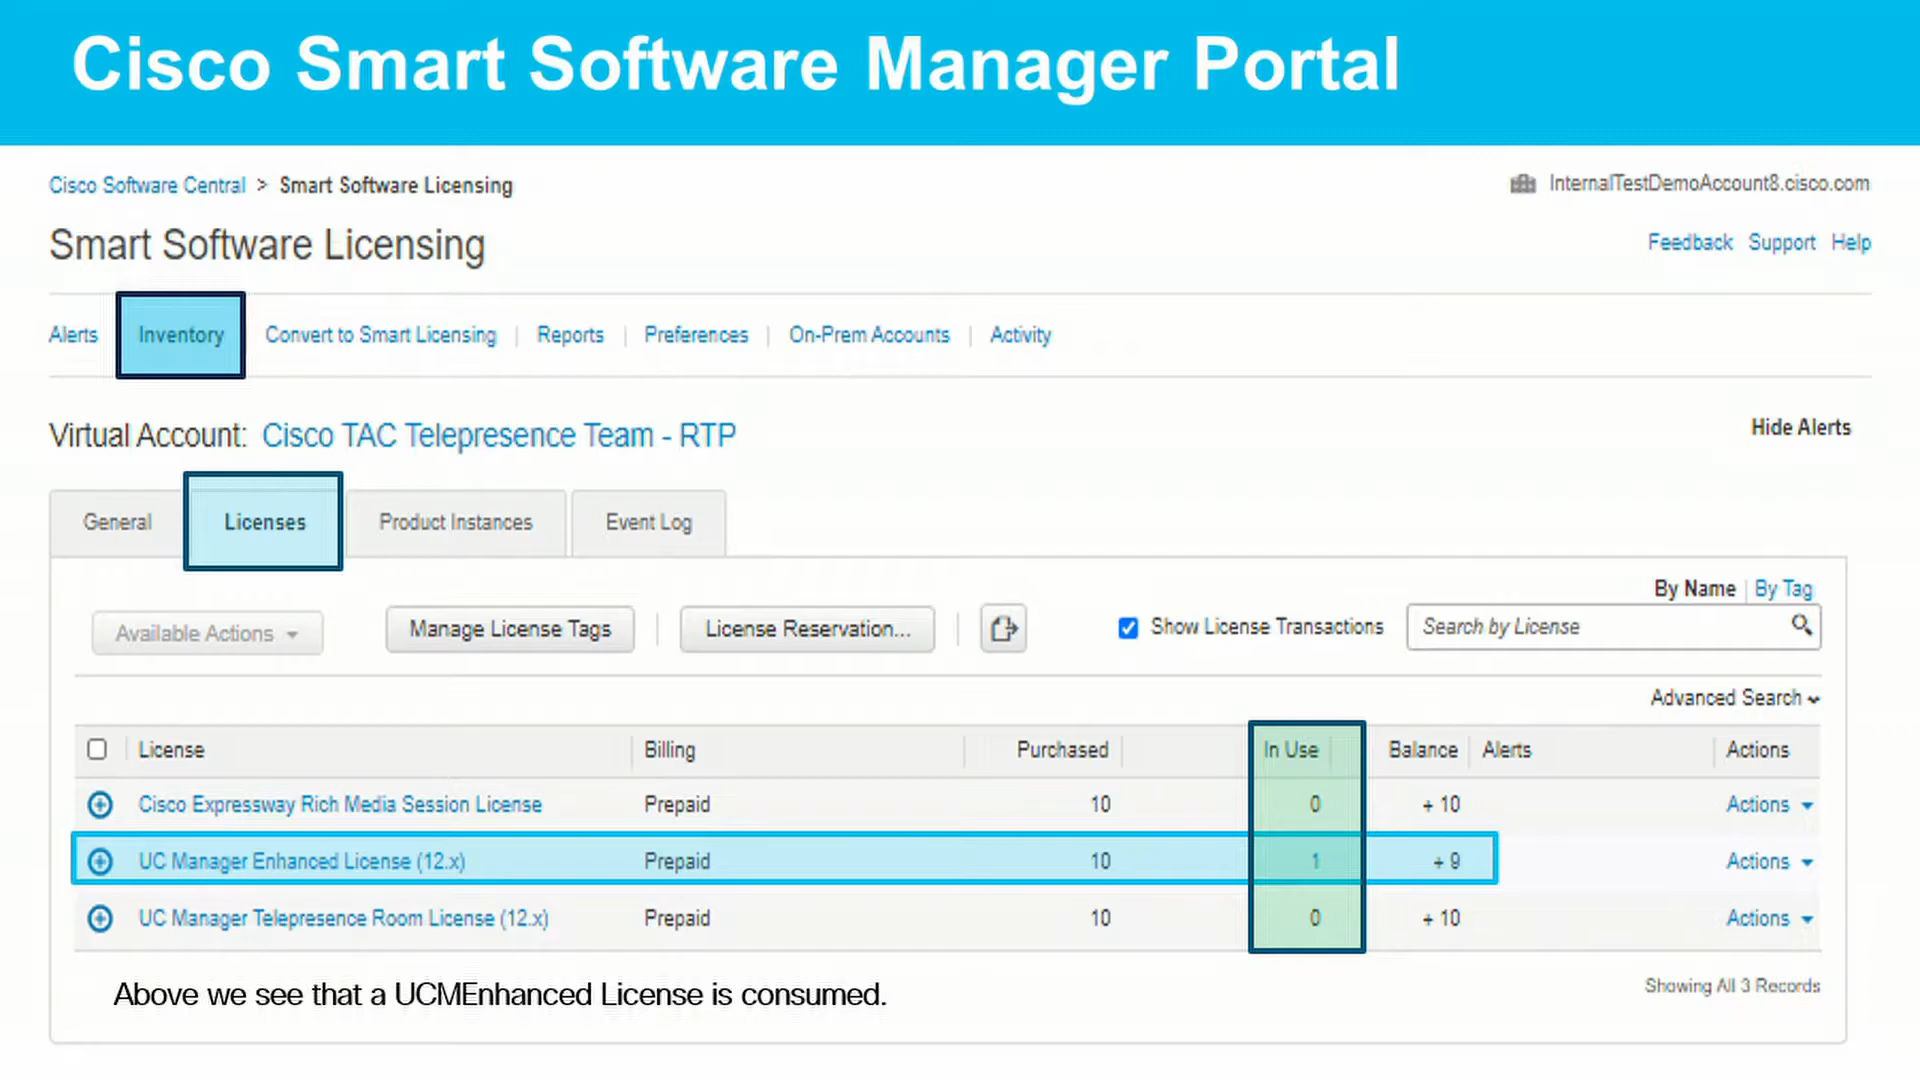 Cisco Smart Software Manager Portal
Cisco Software Central > Smart Software Licensing
InternalTestDemoAccount8.cisco.com
Smart Software Licensing
Feedback Support Help
Alerts Inventory Convert to Smart Licensing | Reports | Preferences | On-Prem Accounts | Activity
Virtual Account: Cisco TAC Telepresence Team - RTP
Hide Alerts
General Licenses Product Instances Event Log
By Name | By Tag
Available Actions Manage License Tags License Reservation... Show License Transactions Search by License
Advanced Search
License Billing Purchased In Use Balance Alerts Actions
Cisco Expressway Rich Media Session License Prepaid 10 0 + 10 Actions
UC Manager Enhanced License (12.x) Prepaid 10 1 + 9 Actions
UC Manager Telepresence Room License (12.x) Prepaid 10 0 + 10 Actions
Showing All 3 Records
Above we see that a UCMEnhanced License is consumed.